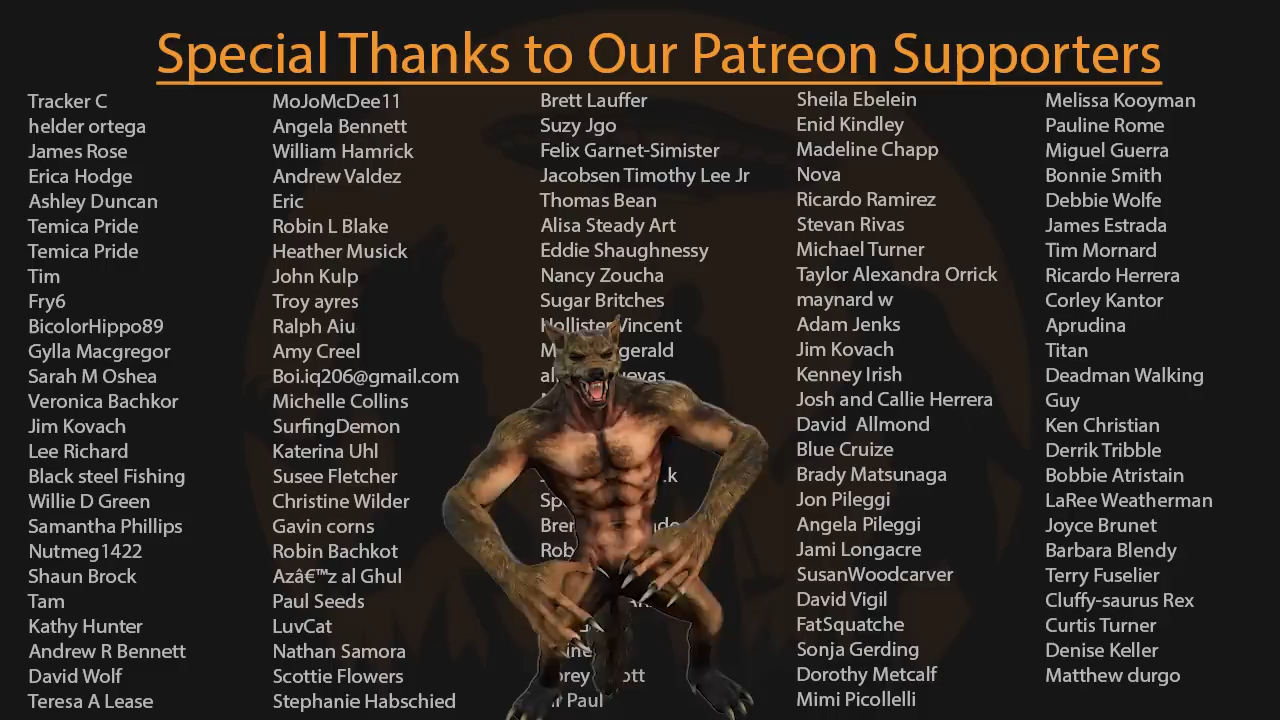 Special Thanks to Our Patreon Supporters
Tracker C
helder ortega
James Rose
Erica Hodge
Ashley Duncan
Temica Pride
Temica Pride
Tim
Fry6
BicolorHippo89
Gylla Macgregor
Sarah M Oshea
Veronica Bachkor
Jim Kovach
Lee Richard
Black steel Fishing
Willie D Green
Samantha Phillips
Nutmeg1422
Shaun Brock
Tam
Kathy Hunter
Andrew R Bennett
David Wolf
Teresa A Lease
MoJoMcDee11
Angela Bennett
William Hamrick
Andrew Valdez
Eric
Robin L Blake
Heather Musick
John Kulp
Troy ayres
Ralph Aiu
Amy Creel
Boi.iq206@gmail.com
Michelle Collins
SurfingDemon
Katerina Uhl
Susee Fletcher
Christine Wilder
Gavin corns
Robin Bachkot
Azâ€™z al Ghul
Paul Seeds
LuvCat
Nathan Samora
Scottie Flowers
Stephanie Habschied
Brett Lauffer
Suzy Jgo
Felix Garnet-Simister
Jacobsen Timothy Lee Jr
Thomas Bean
Alisa Steady Art
Eddie Shaughnessy
Nancy Zoucha
Sugar Britches
Hollister Vincent
Paul
Sheila Ebelein
Enid Kindley
Madeline Chapp
Nova
Ricardo Ramirez
Stevan Rivas
Michael Turner
Taylor Alexandra Orrick
maynard w
Adam Jenks
Jim Kovach
Kenney Irish
Josh and Callie Herrera
David  Allmond
Blue Cruize
Brady Matsunaga
Jon Pileggi
Angela Pileggi
Jami Longacre
SusanWoodcarver
David Vigil
FatSquatche
Sonja Gerding
Dorothy Metcalf
Mimi Picollelli
Melissa Kooyman
Pauline Rome
Miguel Guerra
Bonnie Smith
Debbie Wolfe
James Estrada
Tim Mornard
Ricardo Herrera
Corley Kantor
Aprudina
Titan
Deadman Walking
Guy
Ken Christian
Derrik Tribble
Bobbie Atristain
LaRee Weatherman
Joyce Brunet
Barbara Blendy
Terry Fuselier
Cluffy-saurus Rex
Curtis Turner
Denise Keller
Matthew durgo